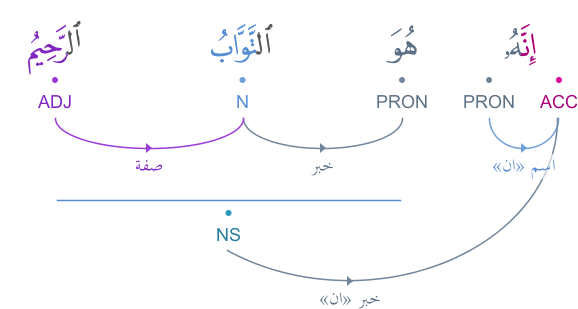 إِنَّهُۥ هُوَ ٱلتَّوَّابُ ٱلرَّحِيمُ
ACC PRON PRON N ADJ
اسم «ان» خبر صفة
NS
خبر «ان»